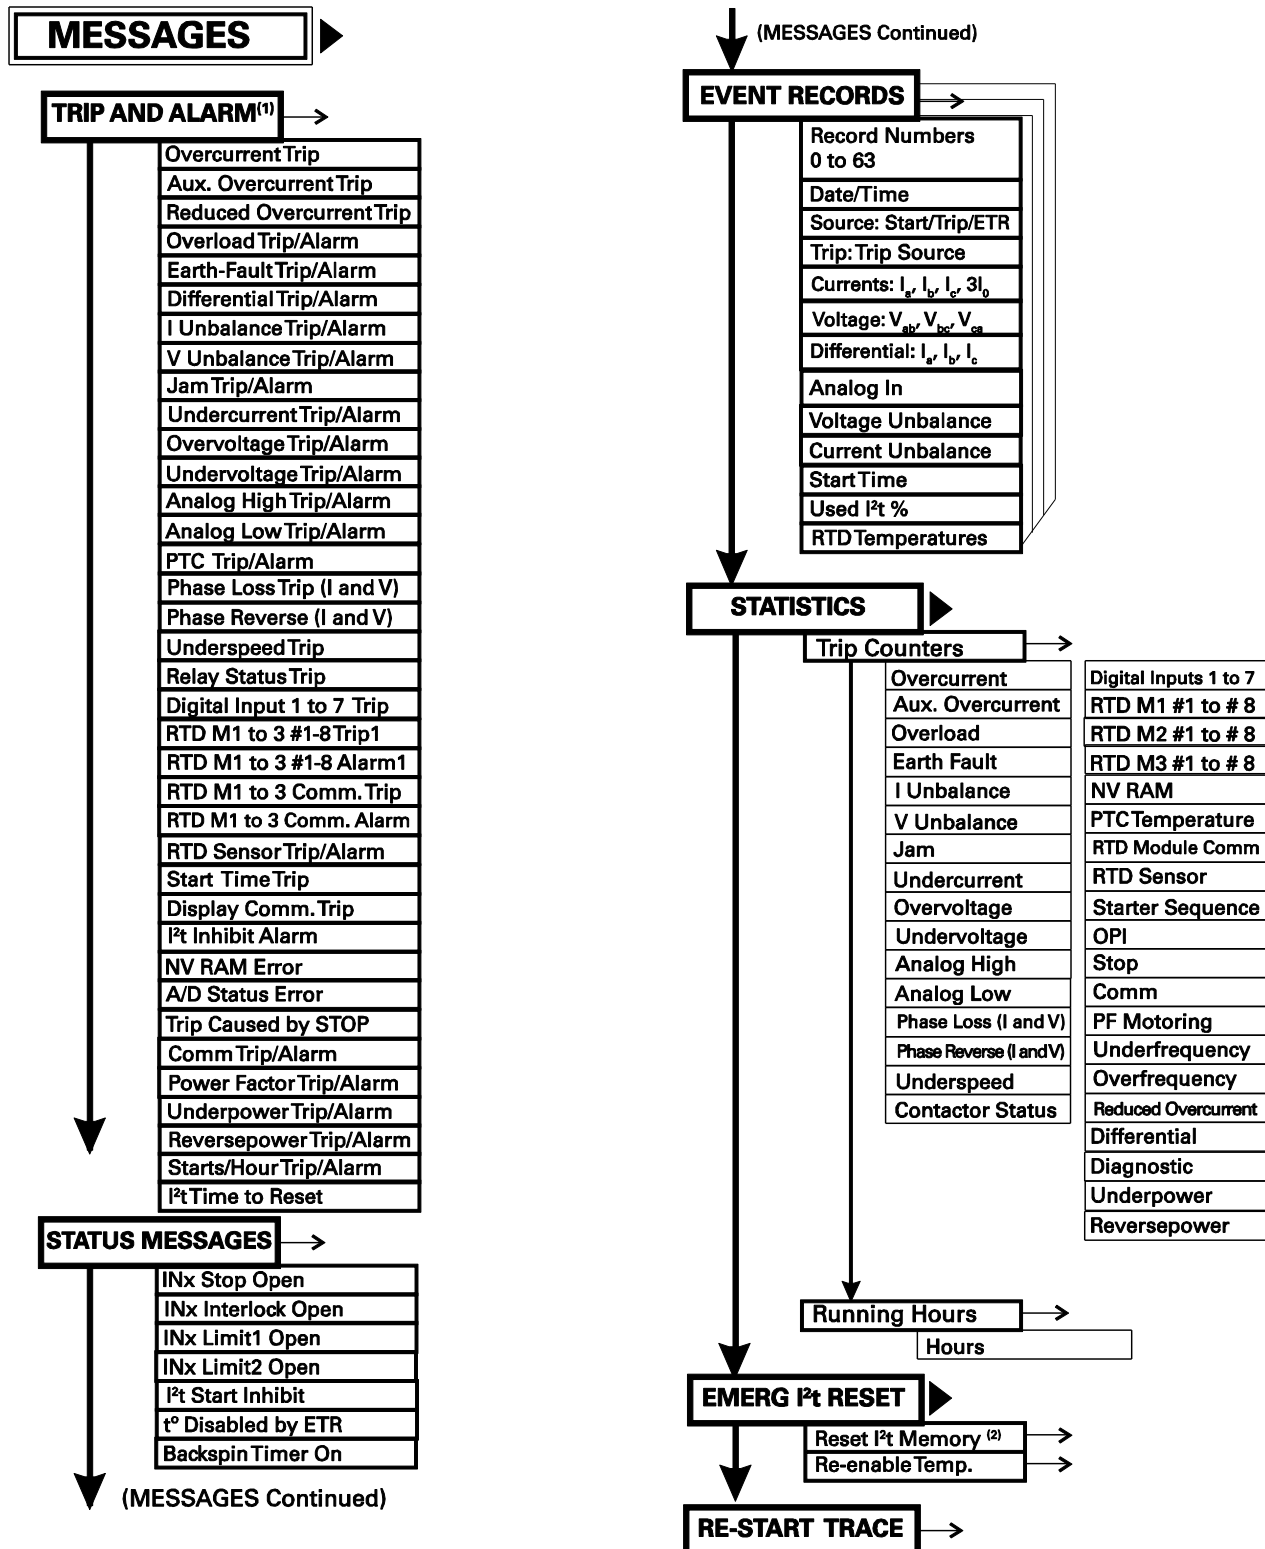 MESSAGES
TRIP AND ALARM(1)
Overcurrent Trip
Aux. Overcurrent Trip
Reduced Overcurrent Trip
Overload Trip/Alarm
Earth-Fault Trip/Alarm
Differential Trip/Alarm
I Unbalance Trip/Alarm
V Unbalance Trip/Alarm
Jam Trip/Alarm
Undercurrent Trip/Alarm
Overvoltage Trip/Alarm
Undervoltage Trip/Alarm
Analog High Trip/Alarm
Analog Low Trip/Alarm
PTC Trip/Alarm
Phase Loss Trip (I and V)
Phase Reverse (I and V)
Underspeed Trip
Relay Status Trip
Digital Input 1 to 7 Trip
RTD M1 to 3 #1-8 Trip1
RTD M1 to 3 #1-8 Alarm1
RTD M1 to 3 Comm. Trip
RTD M1 to 3 Comm. Alarm
RTD Sensor Trip/Alarm
Start Time Trip
Display Comm. Trip
I²t Inhibit Alarm
NV RAM Error
A/D Status Error
Trip Caused by STOP
Comm Trip/Alarm
Power Factor Trip/Alarm
Underpower Trip/Alarm
Reversepower Trip/Alarm
Starts/Hour Trip/Alarm
I²t Time to Reset
STATUS MESSAGES
INx Stop Open
INx Interlock Open
INx Limit1 Open
INx Limit2 Open
I²t Start Inhibit
tº Disabled by ETR
Backspin Timer On
(MESSAGES Continued)
(MESSAGES Continued)
EVENT RECORDS
Record Numbers
0 to 63
Date/Time
Source: Start/Trip/ETR
Trip: Trip Source
Currents: Ia, Ib, Ic, 3I0
Voltage: Vab, Vbc, Vca
Differential: Ia, Ib, Ic
Analog In
Voltage Unbalance
Current Unbalance
Start Time
Used I²t %
RTD Temperatures
STATISTICS
Trip Counters
Overcurrent
Aux. Overcurrent
Overload
Earth Fault
I Unbalance
V Unbalance
Jam
Undercurrent
Overvoltage
Undervoltage
Analog High
Analog Low
Phase Loss (I and V)
Phase Reverse (I and V)
Underspeed
Contactor Status
Digital Inputs 1 to 7
RTD M1 #1 to # 8
RTD M2 #1 to # 8
RTD M3 #1 to # 8
NV RAM
PTC Temperature
RTD Module Comm
RTD Sensor
Starter Sequence
OPI
Stop
Comm
PF Motoring
Underfrequency
Overfrequency
Reduced Overcurrent
Differential
Diagnostic
Underpower
Reversepower
Running Hours
Hours
EMERG I²t RESET
Reset I²t Memory (2)
Re-enable Temp.
RE-START TRACE